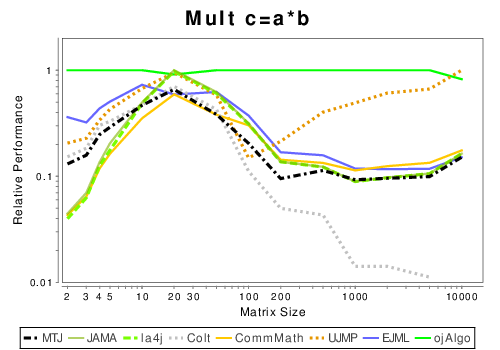 Mult c=a*b
Relative Performance
1
0.1
0.01
2 3 4 5 10 20 30 100 200 1000 10000
Matrix Size
MTJ JAMA la4j Colt CommMath UJMP EJML ojAlgo